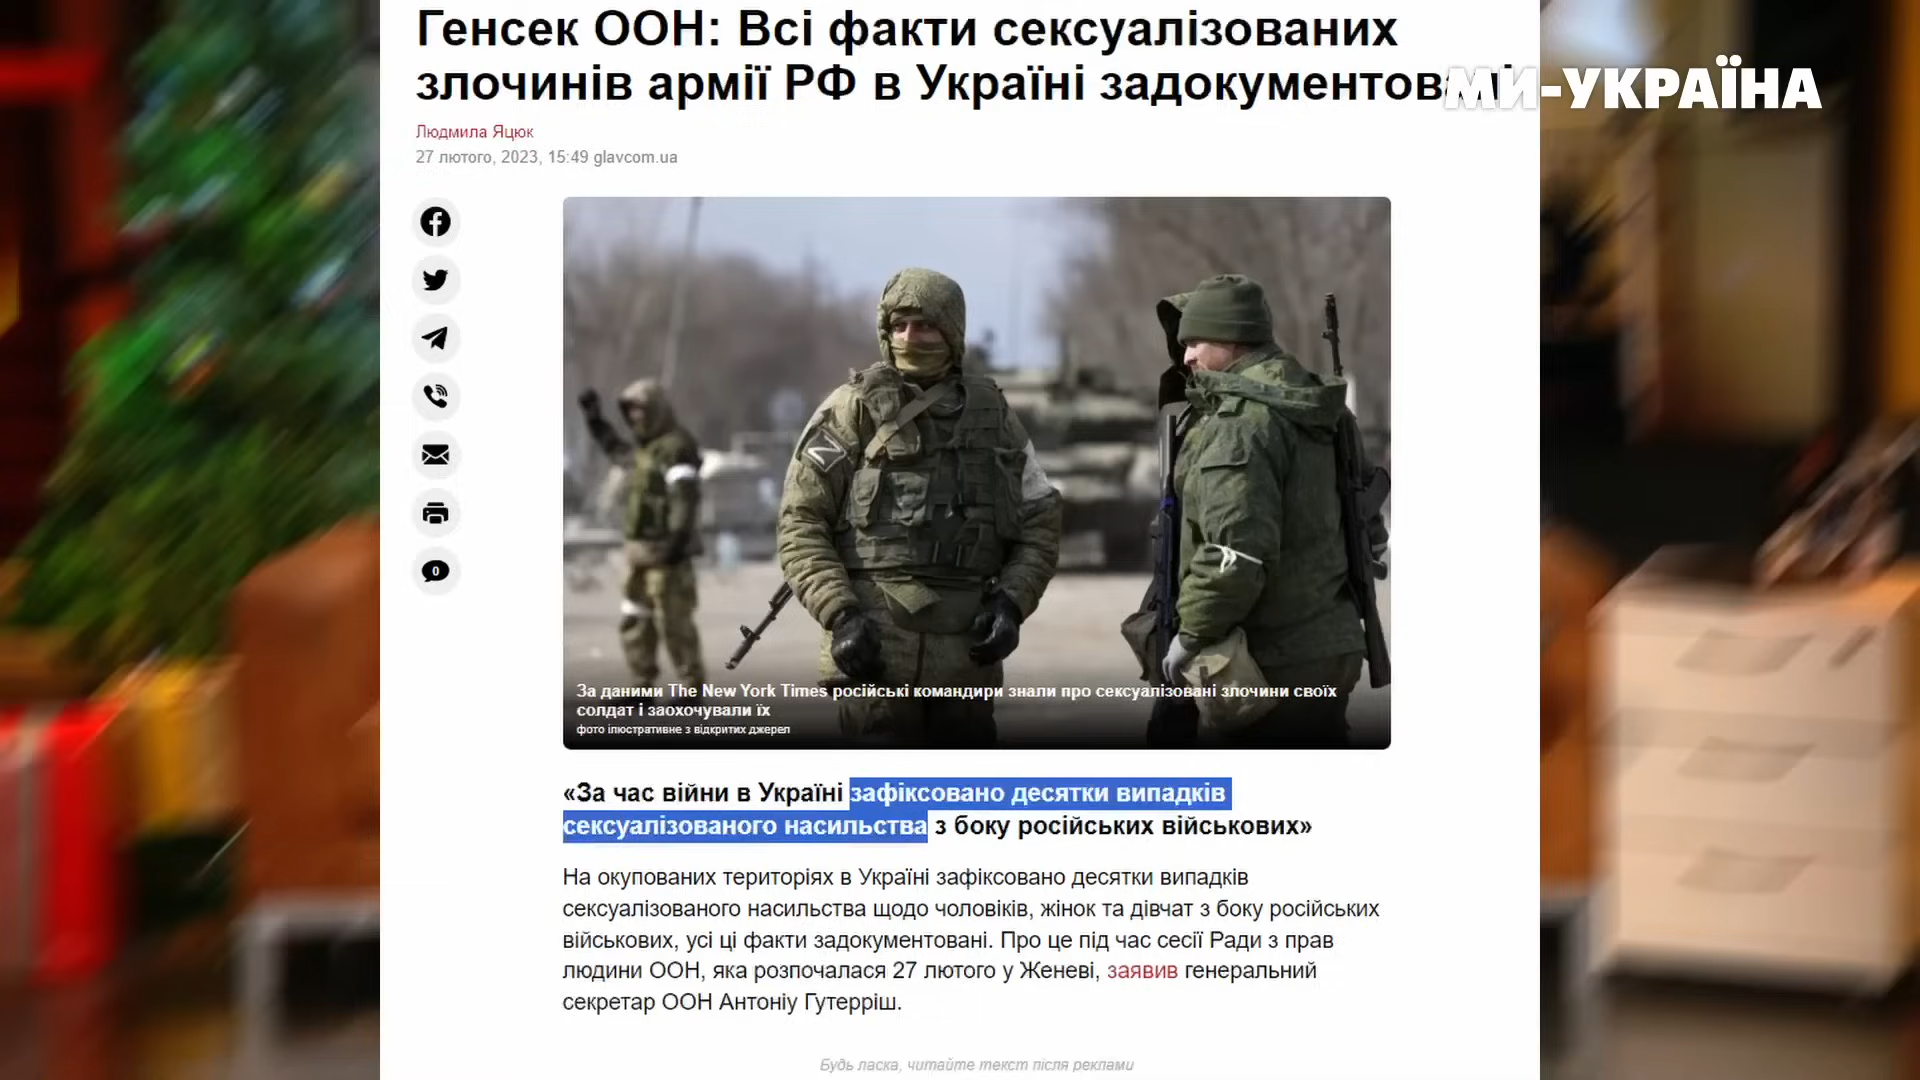 Генсек ООН: Всі факти сексуалізованих
злочинів армії РФ в Україні задокументовані
МИ-УКРАЇНА
Людмила Яцюк
27 лютого, 2023, 15:49 glavcom.ua
0
Z
За даними The New York Times російські командири знали про сексуалізовані злочини своїх
солдат і заохочували їх
фото ілюстративне з відкритих джерел
«За час війни в Україні зафіксовано десятки випадків
сексуалізованого насильства з боку російських військових»
На окупованих територіях в Україні зафіксовано десятки випадків
сексуалізованого насильства щодо чоловіків, жінок та дівчат з боку російських
військових, усі ці факти задокументовані. Про це під час сесії Ради з прав
людини ООН, яка розпочалася 27 лютого у Женеві, заявив генеральний
секретар ООН Антоніу Гутерріш.
Будь ласка, читайте текст після реклами